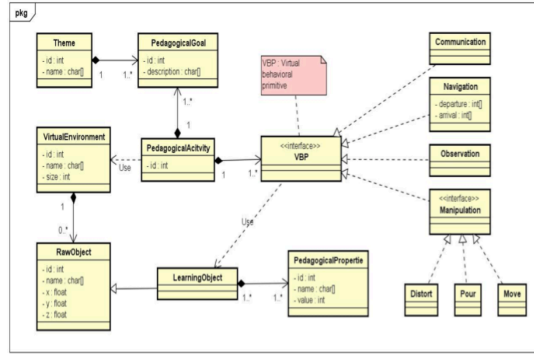 pkg
Theme
- id : int
- name : char[]
1
1..*
PedagogicalGoal
- id : int
- description : char[]
1..*
1
VBP : Virtual
behavioral
primitive
Communication
Navigation
- departure : int[]
- arrival : int[]
Observation
<<interface>>
Manipulation
Distort
Pour
Move
VirtualEnvironment
- id : int
- name : char[]
- size : int
Use
PedagogicalAcitvity
- id : int
1
1..*
<<interface>>
VBP
1
0..*
Use
RawObject
- id : int
- name : char[]
- x : float
- y : float
- z : float
LearningObject
1..*
1..*
PedagogicalPropertie
- id : int
- name : char[]
- value : int